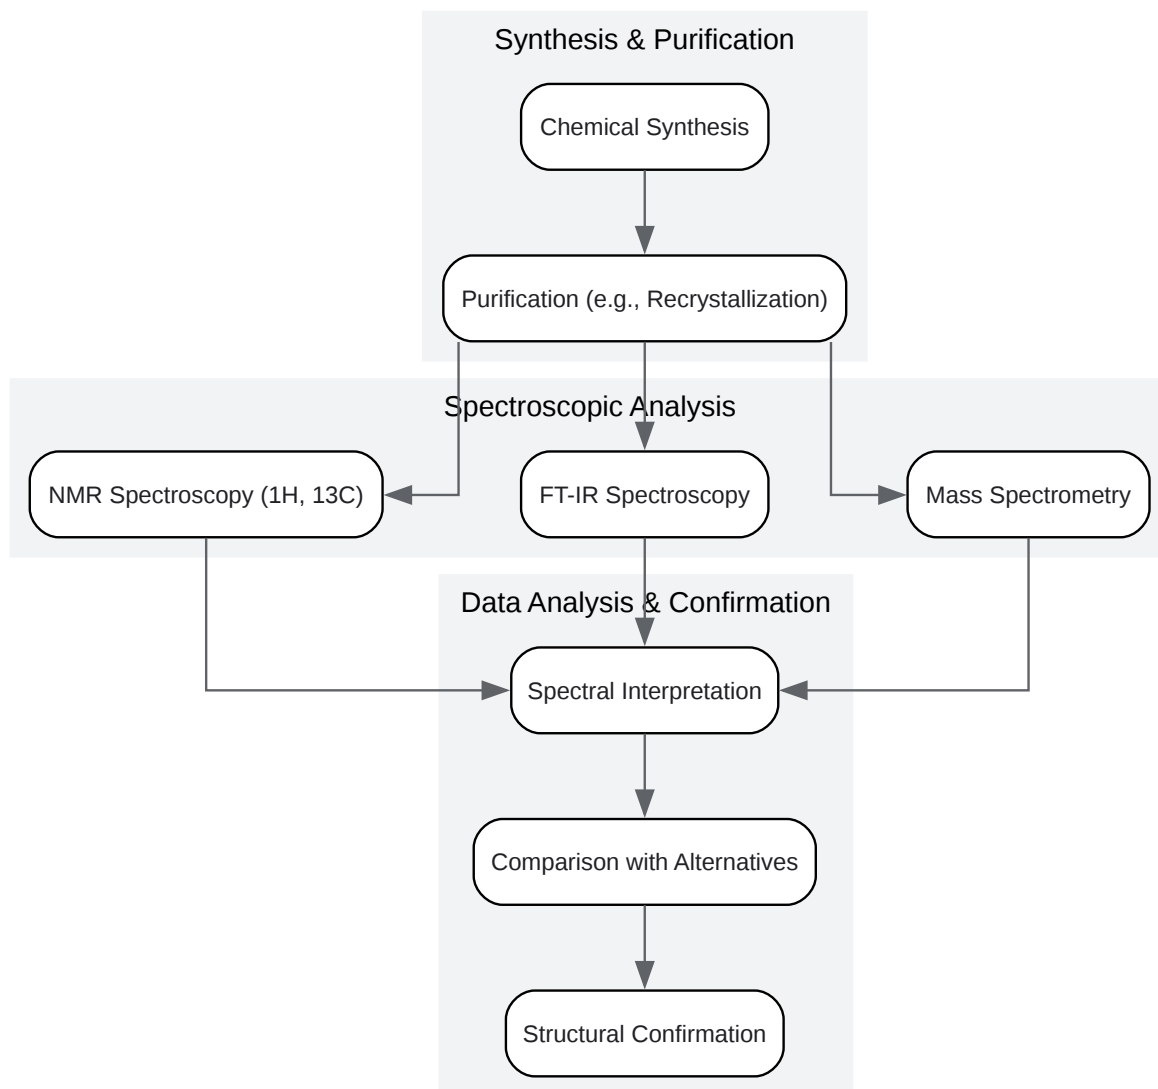 Synthesis & Purification
Chemical Synthesis
Purification (e.g., Recrystallization)
Spectroscopic Analysis
NMR Spectroscopy (1H, 13C)
FT-IR Spectroscopy
Mass Spectrometry
Data Analysis & Confirmation
Spectral Interpretation
Comparison with Alternatives
Structural Confirmation